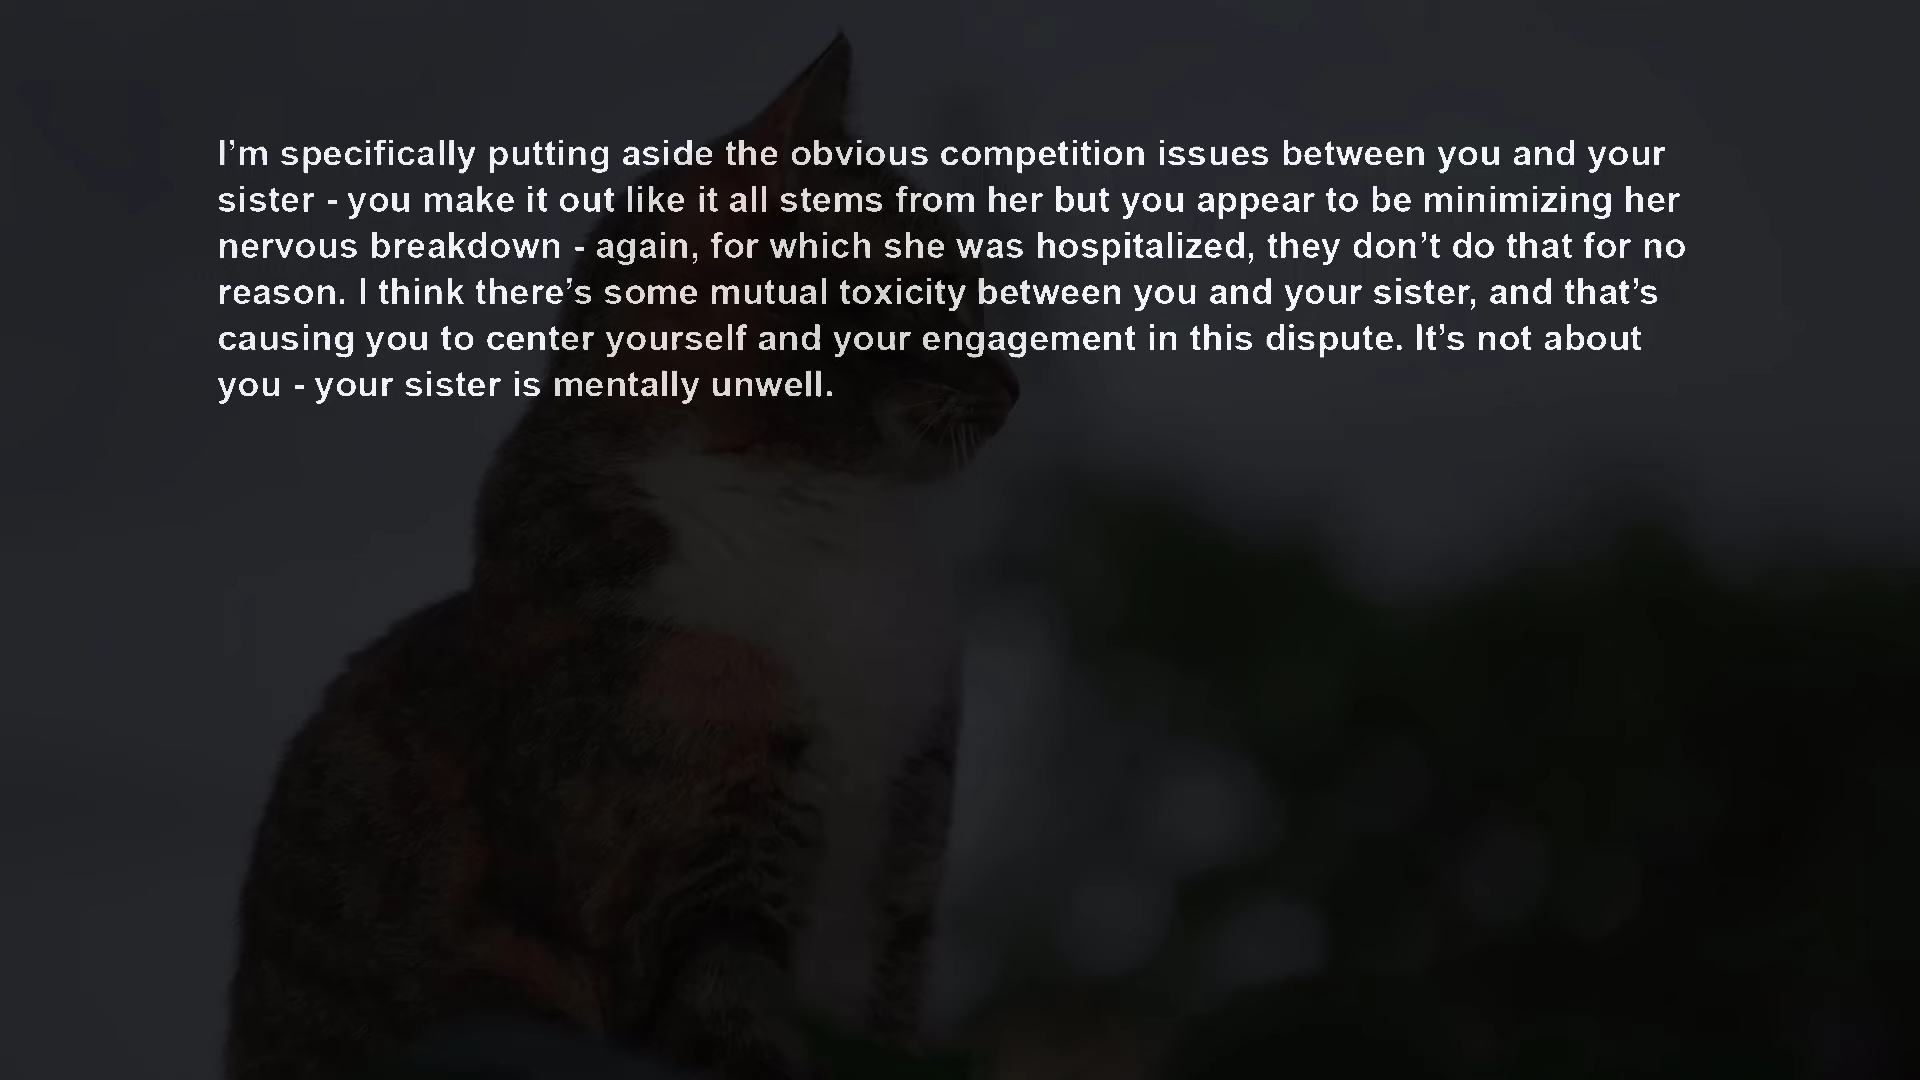 I’m specifically putting aside the obvious competition issues between you and your
sister - you make it out like it all stems from her but you appear to be minimizing her
nervous breakdown - again, for which she was hospitalized, they don’t do that for no
reason. I think there’s some mutual toxicity between you and your sister, and that’s
causing you to center yourself and your engagement in this dispute. It’s not about
you - your sister is mentally unwell.